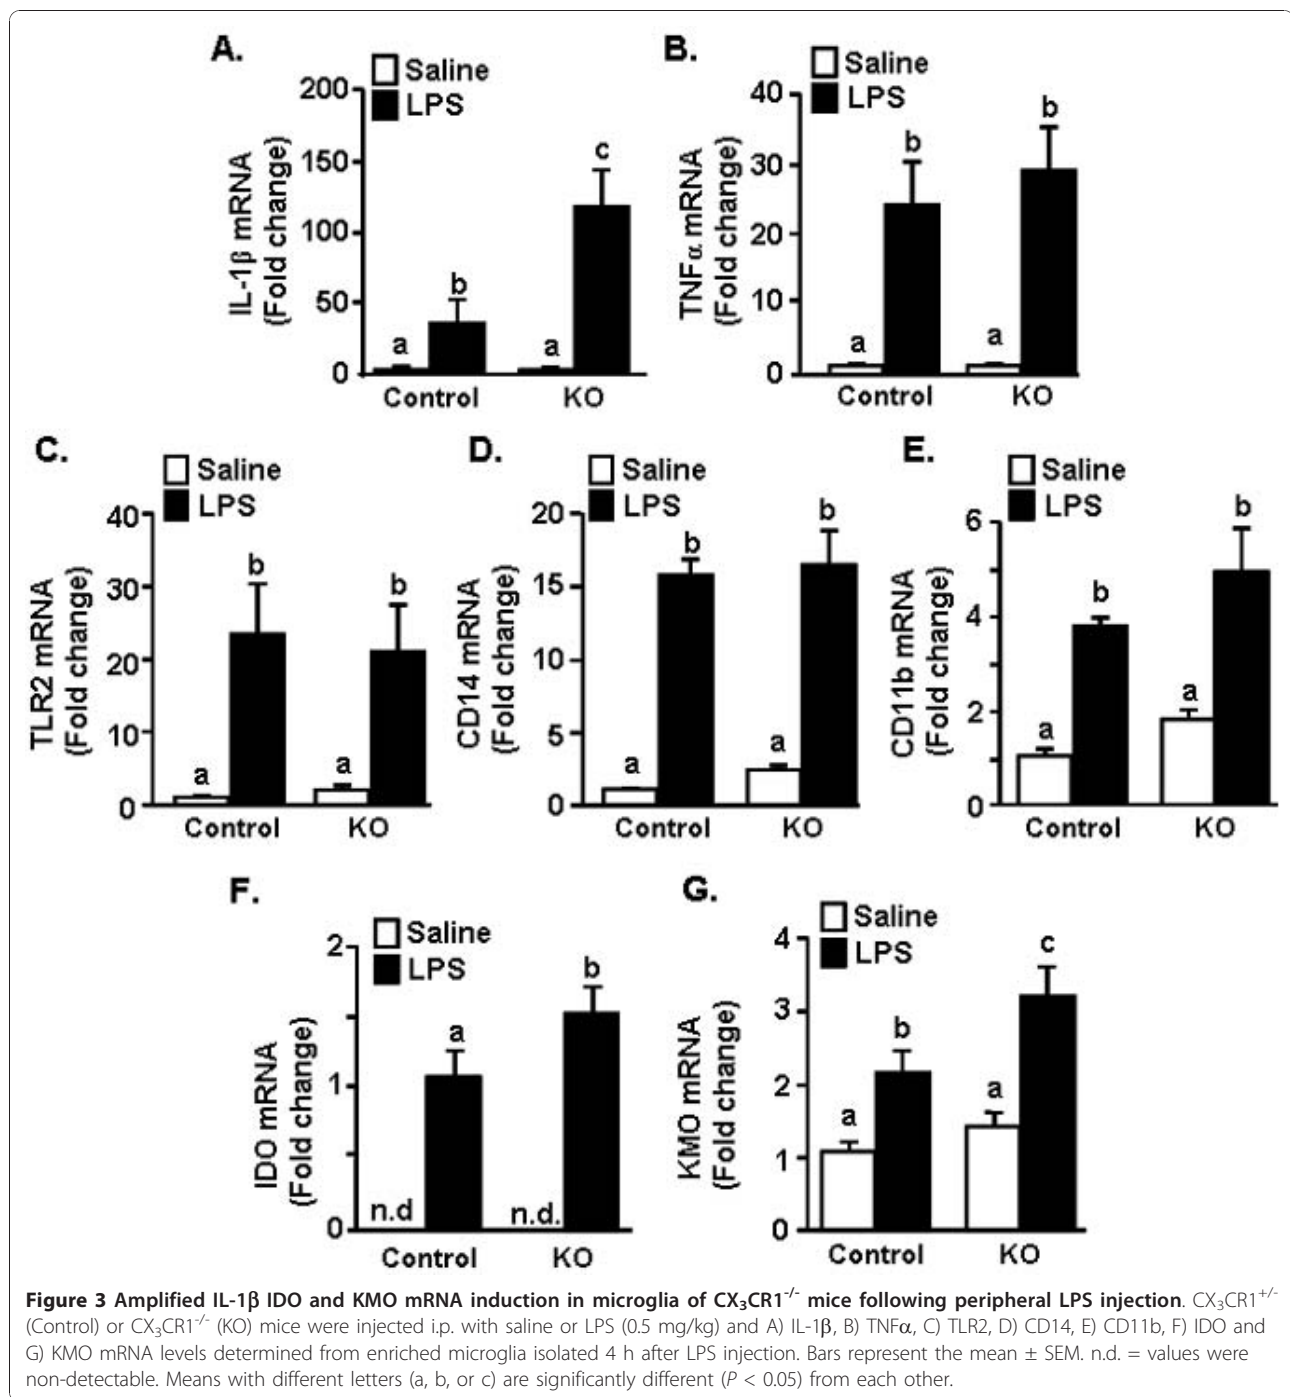 A.
Saline
LPS
IL-1β mRNA
(Fold change)
200
150
100
50
0
a
b
a
c
Control
KO
B.
Saline
LPS
TNFα mRNA
(Fold change)
40
30
20
10
0
a
b
a
b
Control
KO
C.
Saline
LPS
TLR2 mRNA
(Fold change)
40
30
20
10
0
a
b
a
b
Control
KO
D.
Saline
LPS
CD14 mRNA
(Fold change)
20
15
10
5
0
a
b
a
b
Control
KO
E.
Saline
LPS
CD11b mRNA
(Fold change)
6
4
2
0
a
b
a
b
Control
KO
F.
Saline
LPS
IDO mRNA
(Fold change)
2
1
0
n.d
a
n.d.
b
Control
KO
G.
Saline
LPS
KMO mRNA
(Fold change)
4
3
2
1
0
a
b
a
c
Control
KO
Figure 3 Amplified IL-1β IDO and KMO mRNA induction in microglia of CX₃CR1⁻/⁻ mice following peripheral LPS injection. CX₃CR1⁺/⁻
(Control) or CX₃CR1⁻/⁻ (KO) mice were injected i.p. with saline or LPS (0.5 mg/kg) and A) IL-1β, B) TNFα, C) TLR2, D) CD14, E) CD11b, F) IDO and
G) KMO mRNA levels determined from enriched microglia isolated 4 h after LPS injection. Bars represent the mean ± SEM. n.d. = values were
non-detectable. Means with different letters (a, b, or c) are significantly different (P < 0.05) from each other.